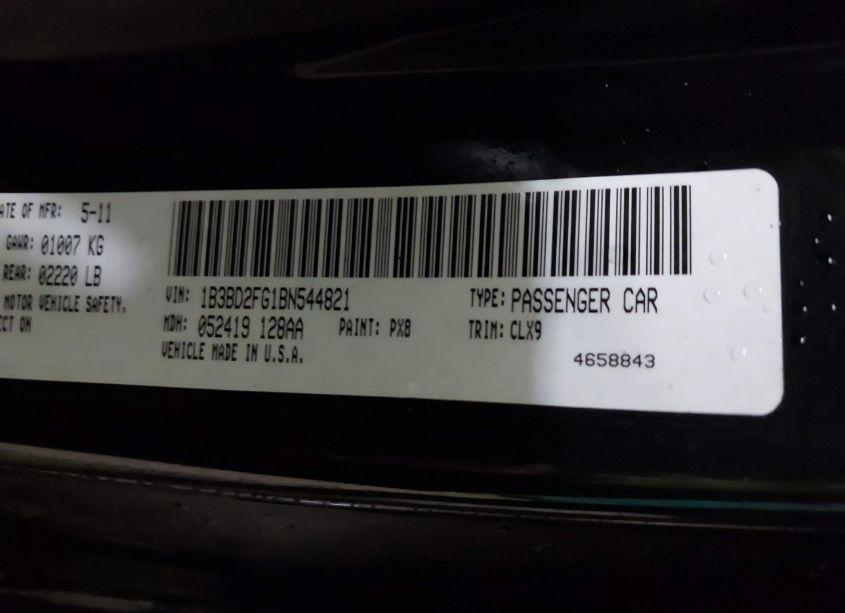 ATE OF MFR: 5-11
GAWR: 01007 KG
REAR: 02220 LB
MOTOR VEHICLE SAFETY.
ECT ON
VIN: 1B3BD2FG1BN544821
TYPE: PASSENGER CAR
MDH: 052419 128AA
PAINT: PX8
TRIM: CLX9
VEHICLE MADE IN U.S.A.
4658843